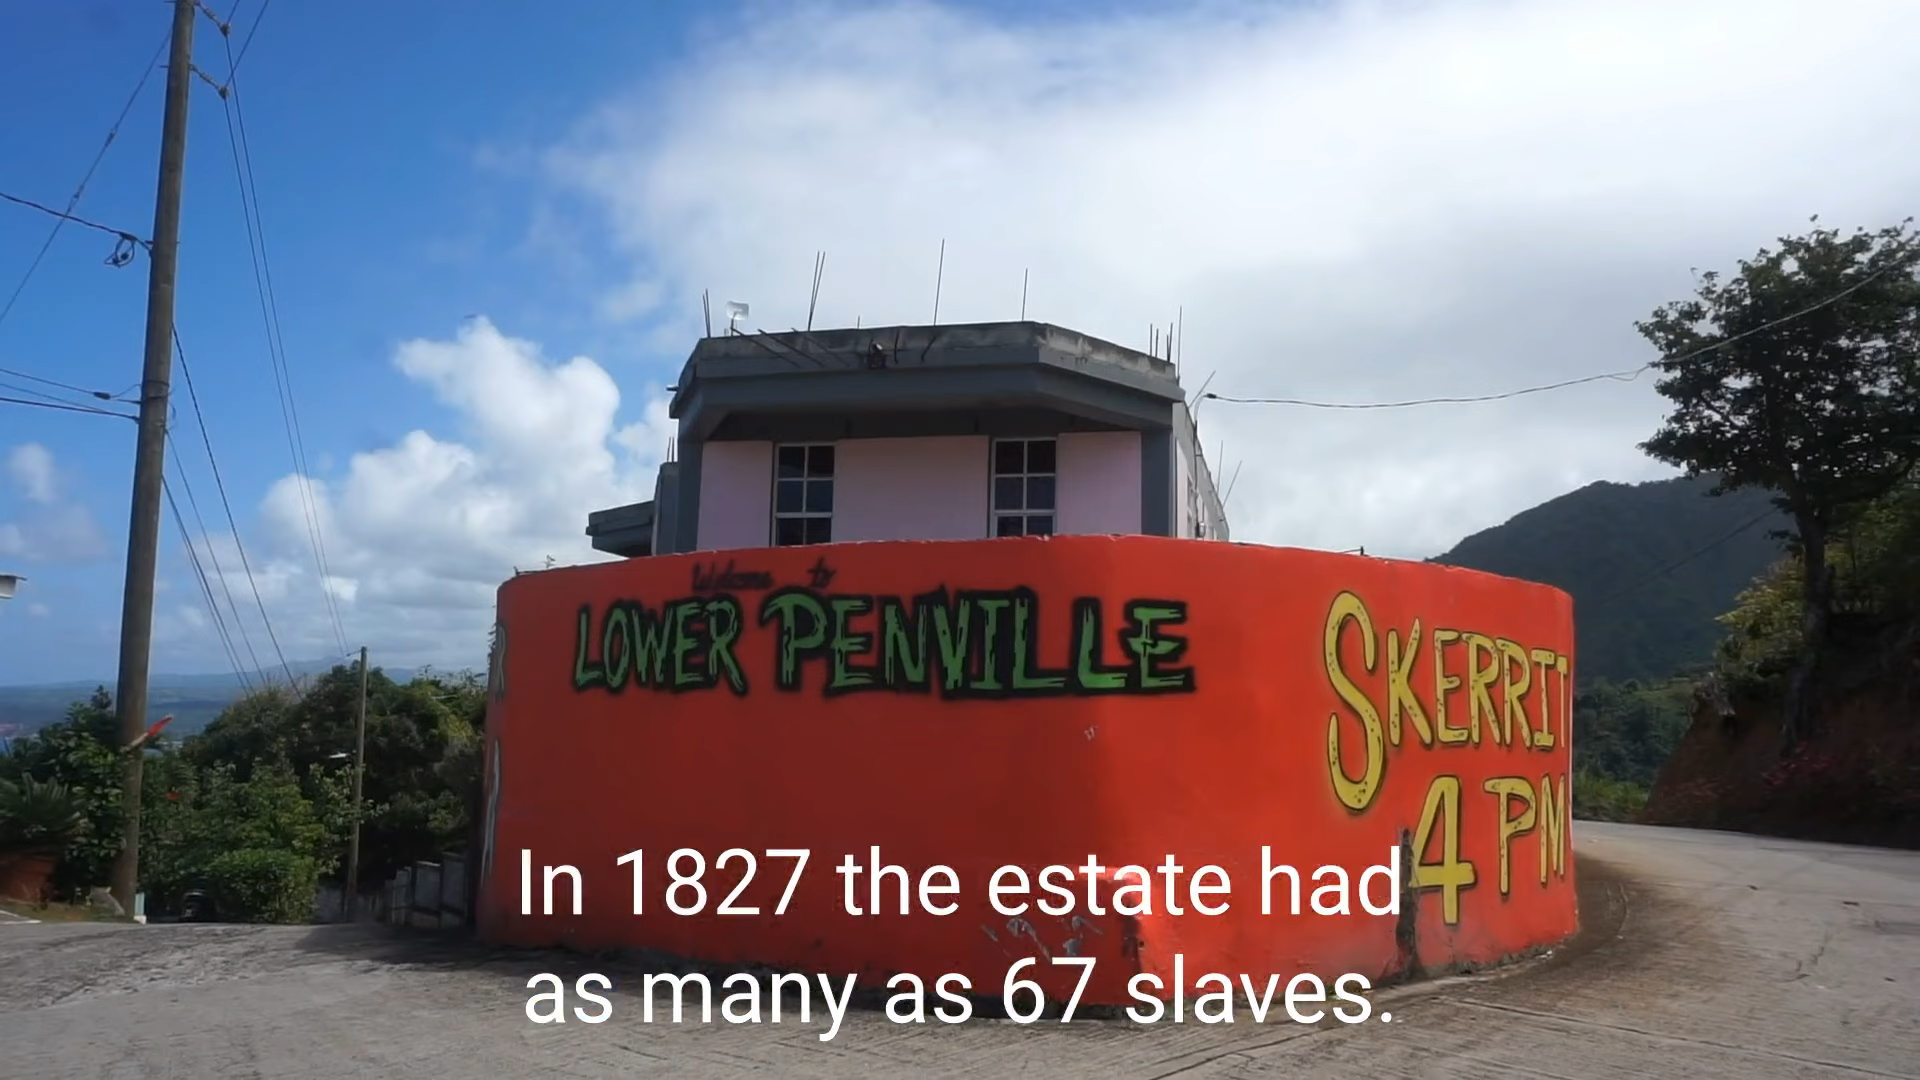 Welcome to
LOWER PENVILLE
SKERRIT
4 PM
In 1827 the estate had
as many as 67 slaves.